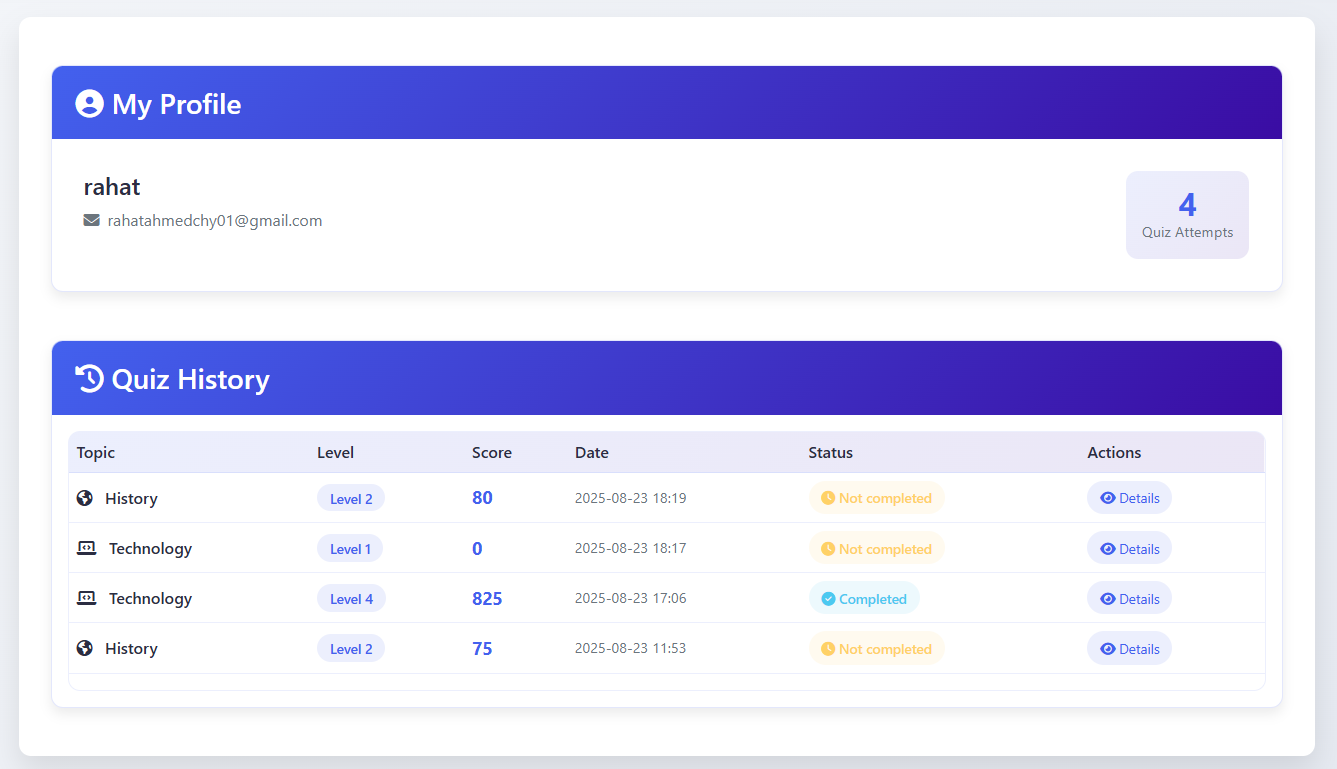 My Profile
rahat
rahatahmedchy01@gmail.com
4
Quiz Attempts
Quiz History
Topic Level Score Date Status Actions
History Level 2 80 2025-08-23 18:19 Not completed Details
Technology Level 1 0 2025-08-23 18:17 Not completed Details
Technology Level 4 825 2025-08-23 17:06 Completed Details
History Level 2 75 2025-08-23 11:53 Not completed Details